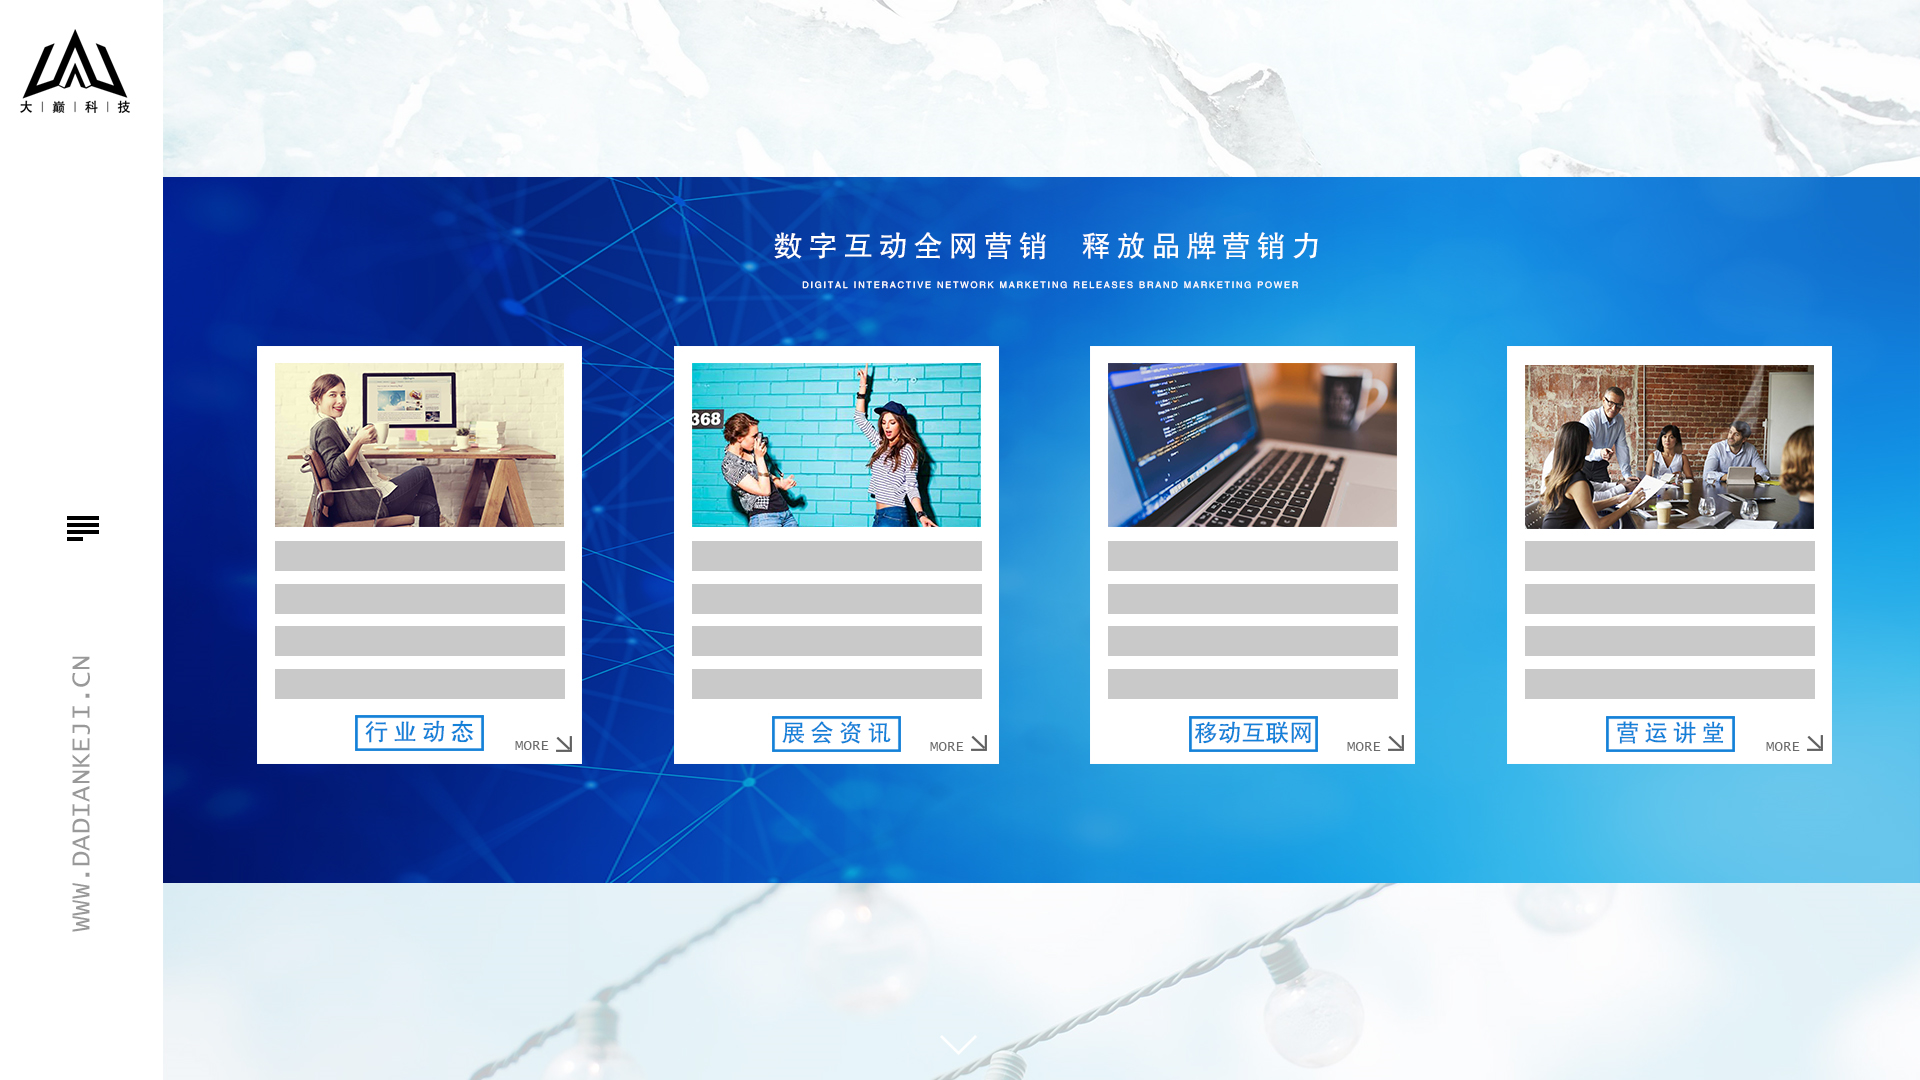 大巅科技
数字互动全网营销 释放品牌营销力
DIGITAL INTERACTIVE NETWORK MARKETING RELEASES BRAND MARKETING POWER
368
行业动态
MORE
展会资讯
MORE
移动互联网
MORE
营运讲堂
MORE
WWW.DADIANKEJI.CN